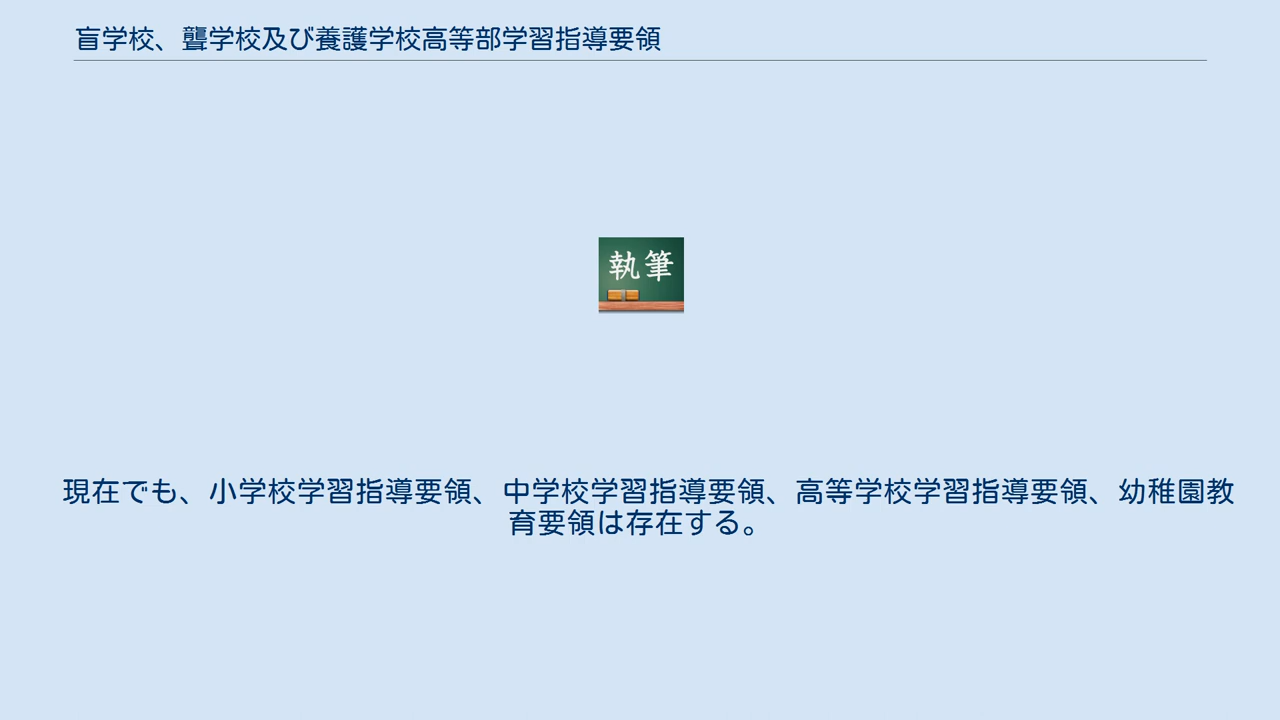 盲学校、聾学校及び養護学校高等部学習指導要領
執筆
現在でも、小学校学習指導要領、中学校学習指導要領、高等学校学習指導要領、幼稚園教
育要領は存在する。